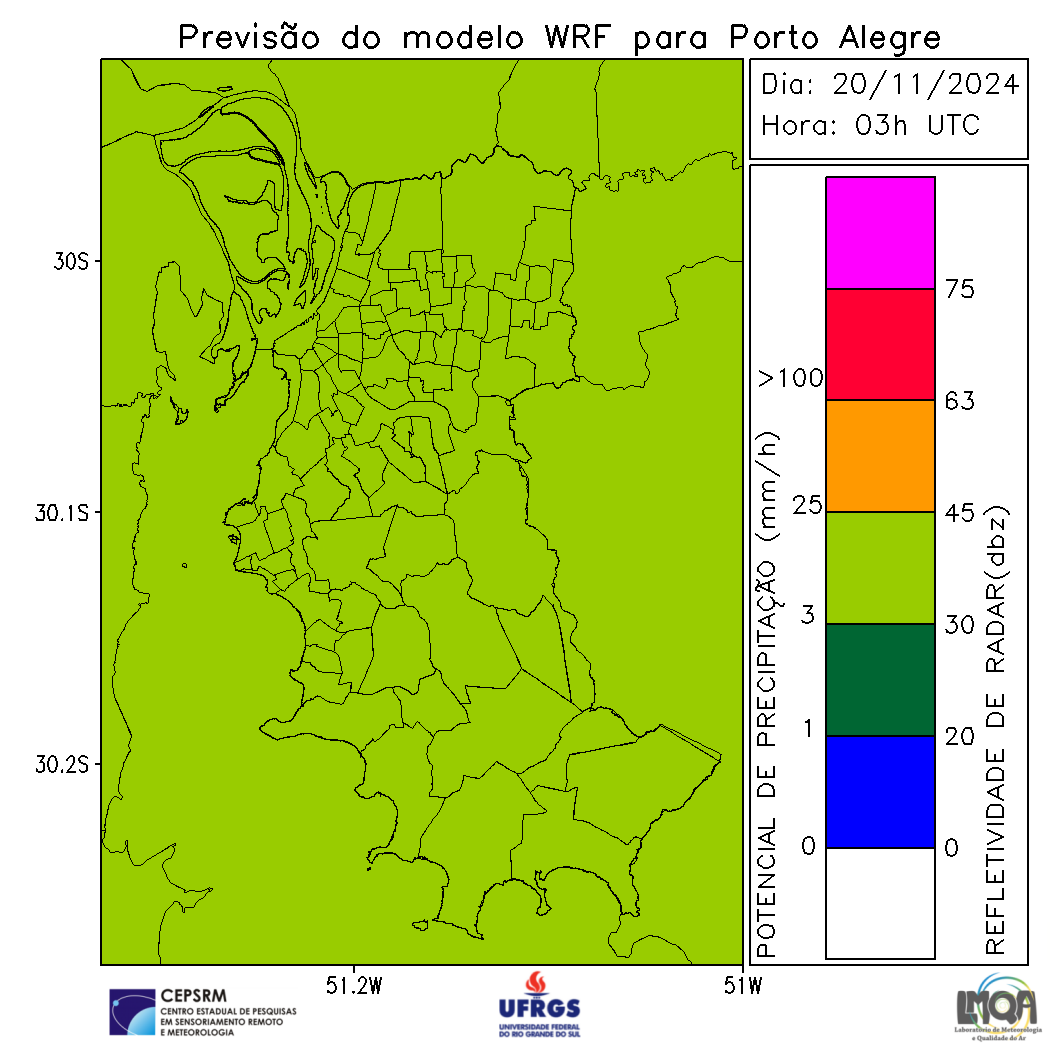 Previsão do modelo WRF para Porto Alegre
Dia: 20/11/2024
Hora: 03h UTC
30S
30.1S
30.2S
51.2W
51W
POTENCIAL DE PRECIPITAÇÃO (mm/h)
>100
25
3
1
0
75
63
45
30
20
0
REFLETIVIDADE DE RADAR(dbz)
CEPSRM
CENTRO ESTADUAL DE PESQUISAS
EM SENSORIAMENTO REMOTO
E METEOROLOGIA
UFRGS
UNIVERSIDADE FEDERAL
DO RIO GRANDE DO SUL
LMQA
Laboratório de Meteorologia
e Qualidade do Ar